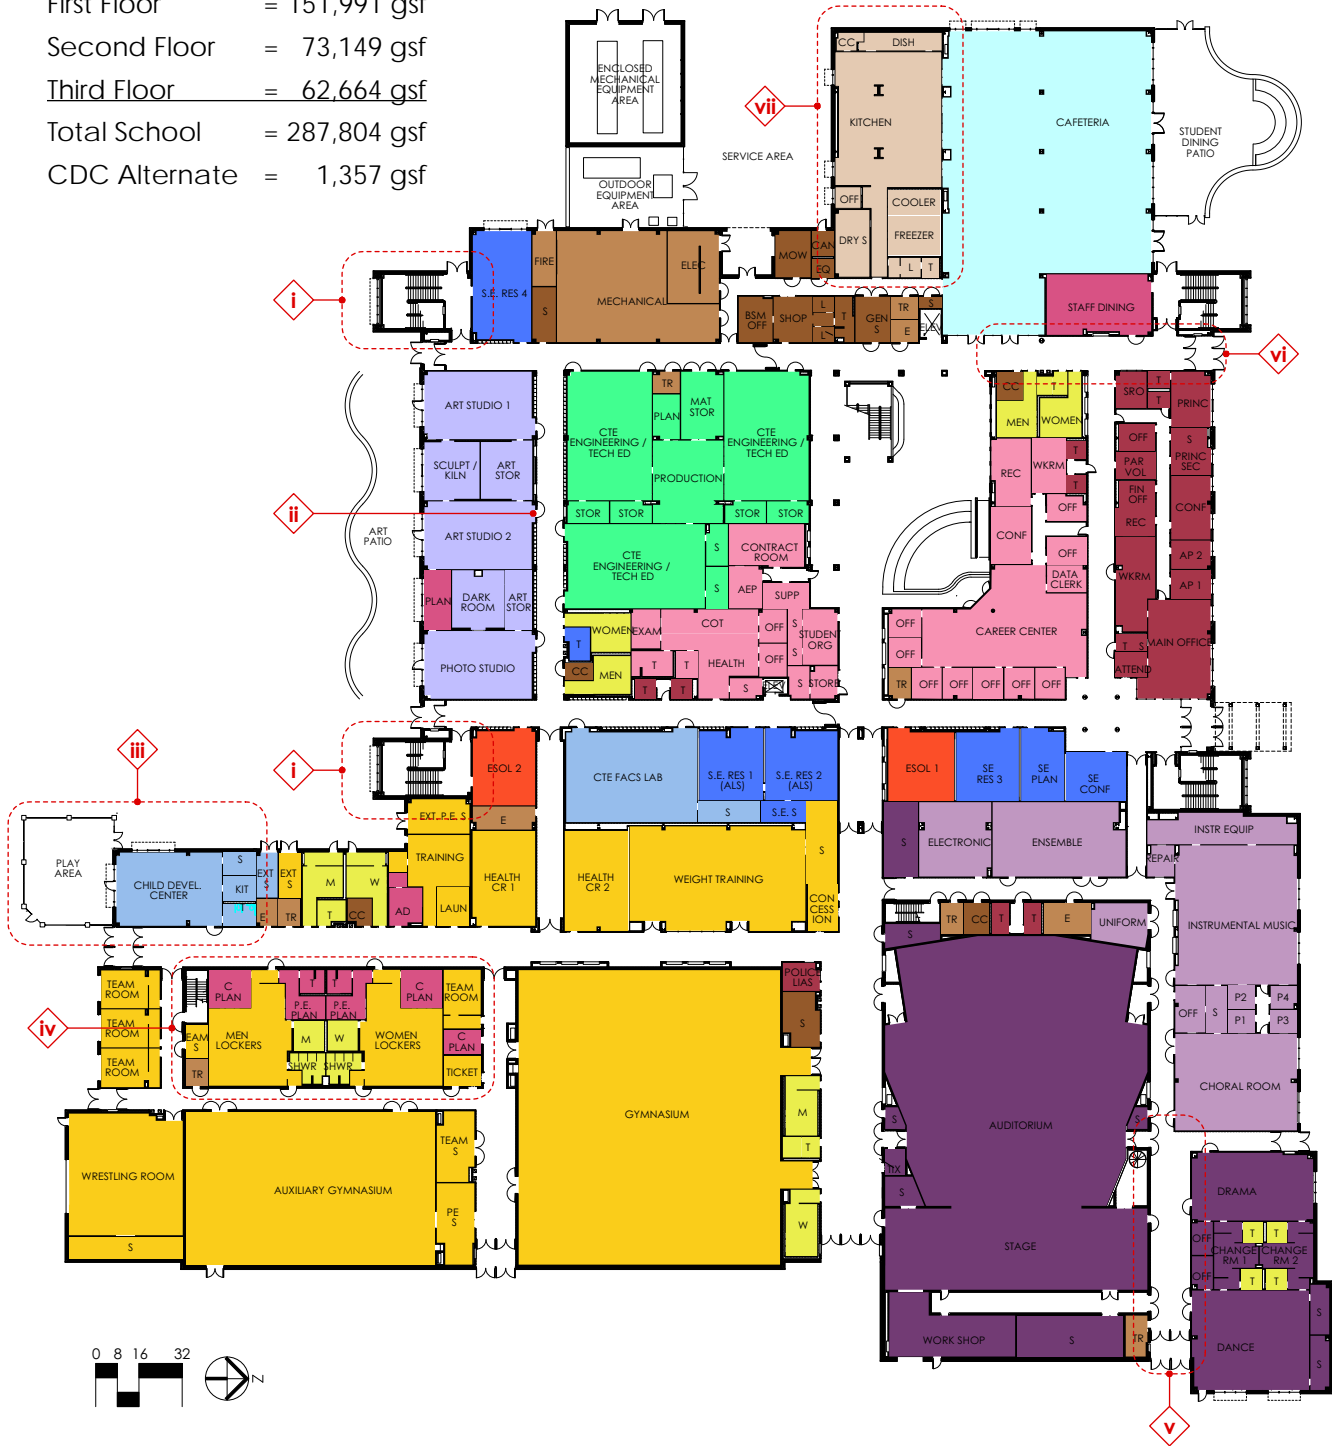 First Floor = 151,991 gsf
Second Floor = 73,149 gsf
Third Floor = 62,664 gsf
Total School = 287,804 gsf
CDC Alternate = 1,357 gsf
ENCLOSED
MECHANICAL
EQUIPMENT
AREA
OUTDOOR
EQUIPMENT
AREA
SERVICE AREA
vii
CC
DISH
KITCHEN
OFF
COOLER
DRY S
FREEZER
L
T
CAFETERIA
STUDENT
DINING
PATIO
STAFF DINING
i
S.E. RES 4
FIRE
S
MECHANICAL
ELEC
MOW
CAN
EQ
BSM
OFF
SHOP
L
L
T
GEN
S
TR
E
S
ELEV
vi
ART STUDIO 1
SCULPT /
KILN
ART
STOR
ii
ART STUDIO 2
ART
PATIO
PLAN
DARK
ROOM
ART
STOR
PHOTO STUDIO
CTE
ENGINEERING /
TECH ED
TR
PLAN
MAT
STOR
CTE
ENGINEERING /
TECH ED
PRODUCTION
STOR
STOR
STOR
STOR
CTE
ENGINEERING /
TECH ED
S
S
CONTRACT
ROOM
AEP
SUPP
WOMEN
T
CC
MEN
EXAM
COT
OFF
S
STUDENT
ORG
T
T
HEALTH
OFF
S
T
T
S
S
STORE
CC
MEN
WOMEN
REC
WKRM
T
T
OFF
CONF
OFF
DATA
CLERK
OFF
CAREER CENTER
OFF
TR
OFF
OFF
OFF
OFF
OFF
SRO
T
T
PRINC
OFF
S
PAR
VOL
PRINC
SEC
FIN
OFF
REC
CONF
AP 2
WKRM
AP 1
MAIN OFFICE
T
S
ATTEND
iii
i
ESOL 2
E
CTE FACS LAB
S.E. RES 1
(ALS)
S.E. RES 2
(ALS)
S
S.E. S
ESOL 1
SE
RES 3
SE
PLAN
SE
CONF
S
ELECTRONIC
ENSEMBLE
INSTR EQUIP
REPAIR
INSTRUMENTAL MUSIC
PLAY
AREA
CHILD DEVEL.
CENTER
S
KIT
EXT
S
EXT
S
E
TR
M
T
W
CC
EXT P.E. S
TRAINING
AD
LAUN
HEALTH
CR 1
HEALTH
CR 2
WEIGHT TRAINING
S
CON
CESS
ION
S
TR
CC
T
T
E
UNIFORM
iv
TEAM
ROOM
TEAM
ROOM
TEAM
ROOM
C
PLAN
T
T
C
PLAN
TEAM
ROOM
P.E.
PLAN
P.E.
PLAN
MEN
LOCKERS
M
W
WOMEN
LOCKERS
C
PLAN
S
TR
SHWR
SHWR
TICKET
POLICE
LIAS
S
GYMNASIUM
M
T
W
OFF
S
P2
P4
P1
P3
CHORAL ROOM
AUDITORIUM
S
S
TIX
S
WRESTLING ROOM
S
AUXILIARY GYMNASIUM
TEAM
S
PE
S
STAGE
WORK SHOP
S
TR
DRAMA
OFF
T
T
CHANGE
RM 1
CHANGE
RM 2
OFF
T
T
DANCE
S
S
v
0 8 16 32
Z